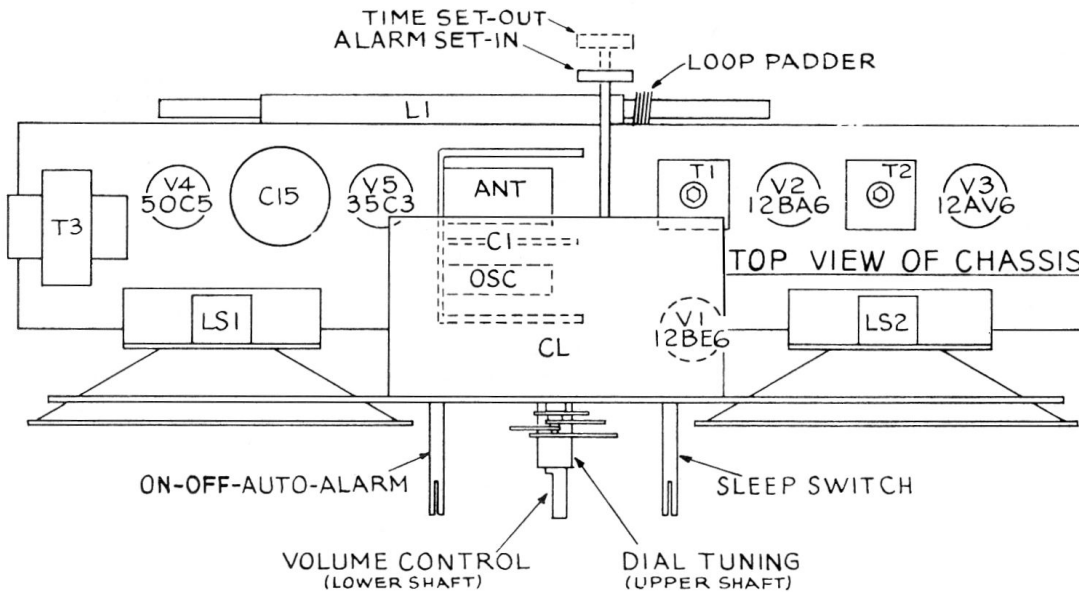 TIME SET-OUT
ALARM SET-IN
LOOP PADDER
L1
T3
V4
50C5
C15
V5
35C3
ANT
C1
OSC
T1
V2
12BA6
T2
V3
12AV6
TOP VIEW OF CHASSIS
LS1
CL
V1
12BE6
LS2
ON-OFF-AUTO-ALARM
SLEEP SWITCH
VOLUME CONTROL
(LOWER SHAFT)
DIAL TUNING
(UPPER SHAFT)